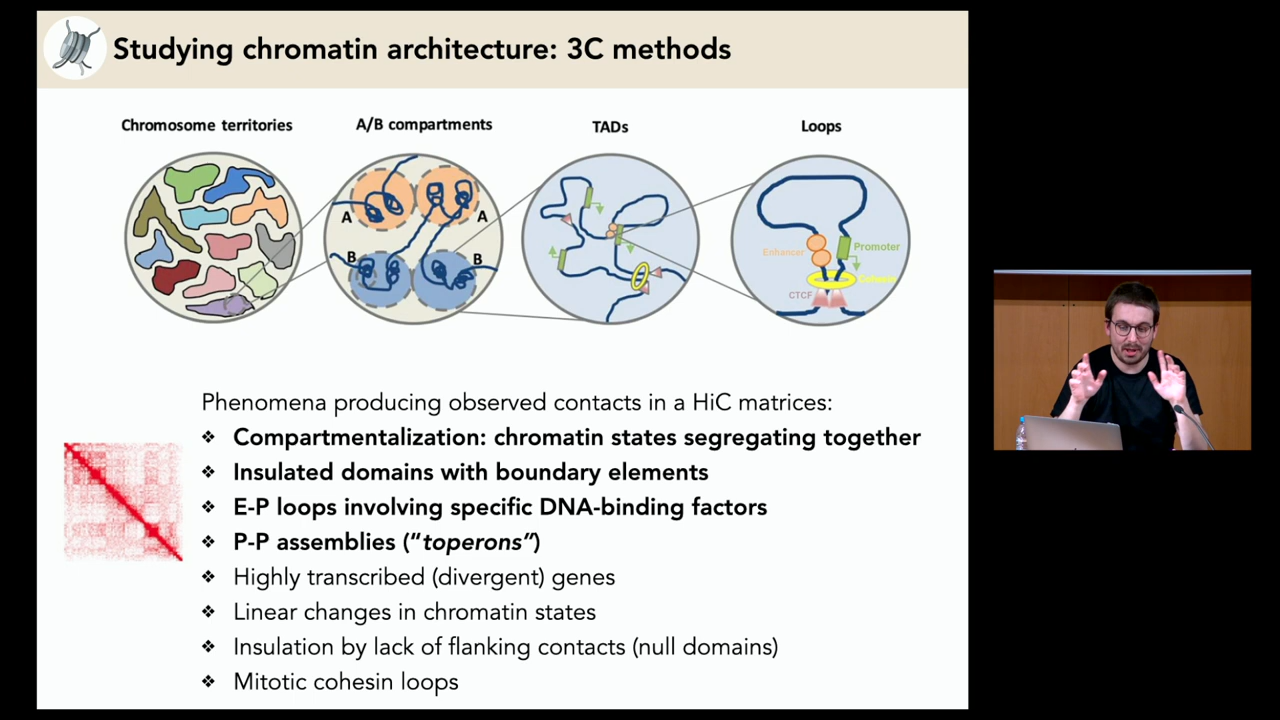 Studying chromatin architecture: 3C methods
Chromosome territories
A/B compartments
TADs
Loops
A
A
B
B
Enhancer
Promoter
Cohesin
CTCF
Phenomena producing observed contacts in a HiC matrices:
❖ Compartmentalization: chromatin states segregating together
❖ Insulated domains with boundary elements
❖ E-P loops involving specific DNA-binding factors
❖ P-P assemblies (“toperons”)
❖ Highly transcribed (divergent) genes
❖ Linear changes in chromatin states
❖ Insulation by lack of flanking contacts (null domains)
❖ Mitotic cohesin loops